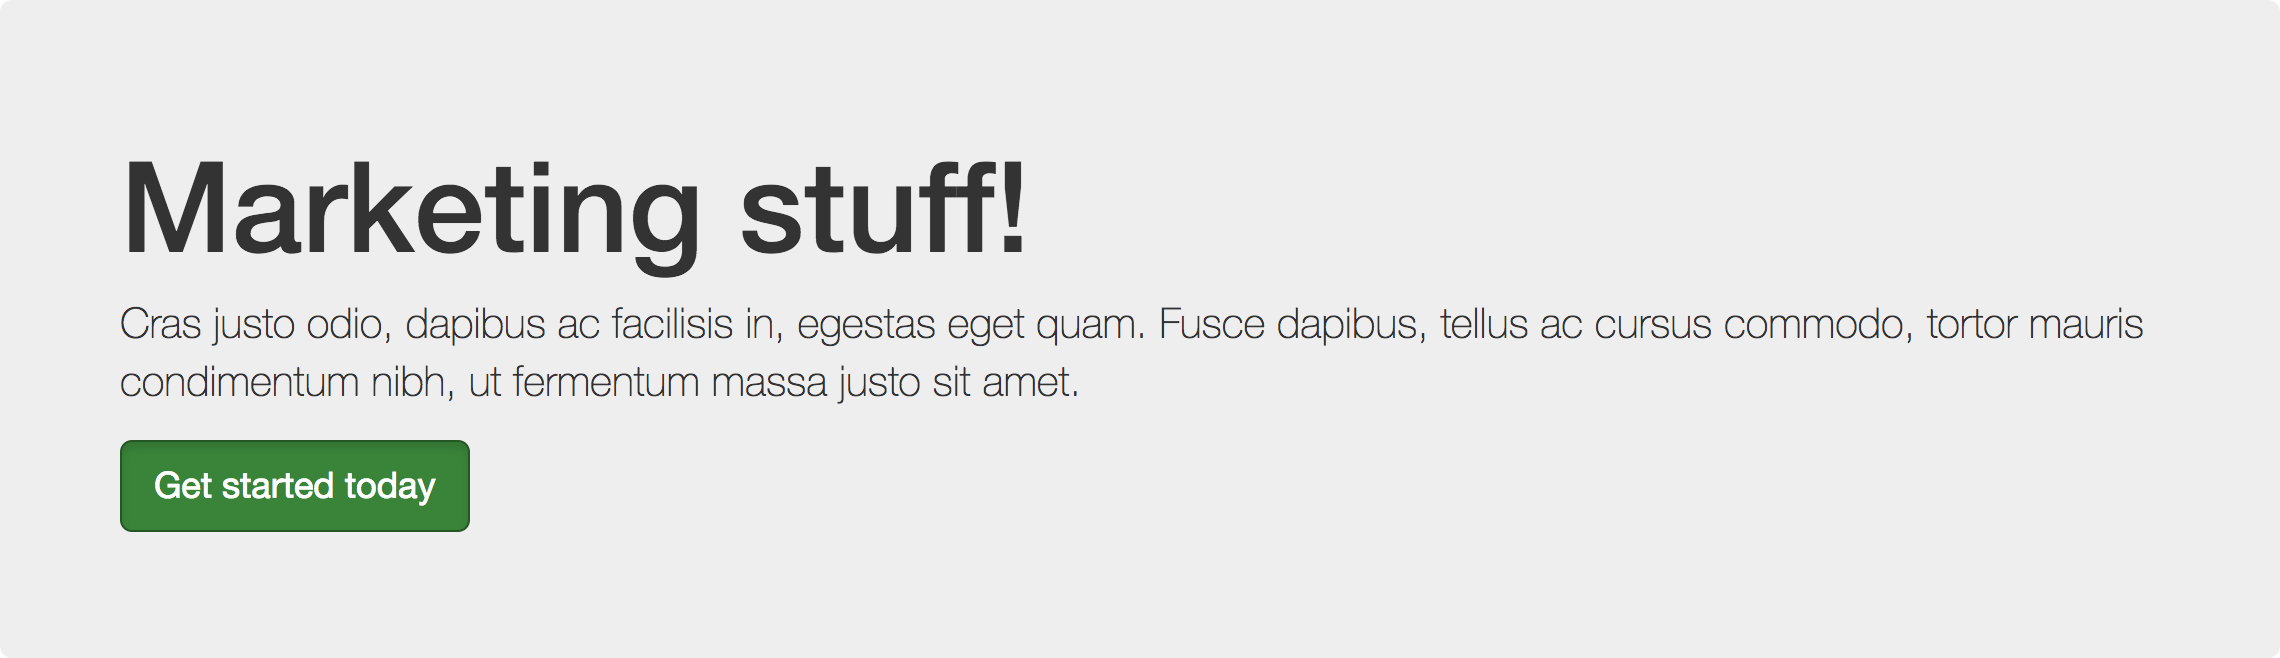 Marketing stuff!
Cras justo odio, dapibus ac facilisis in, egestas eget quam. Fusce dapibus, tellus ac cursus commodo, tortor mauris
condimentum nibh, ut fermentum massa justo sit amet.
Get started today